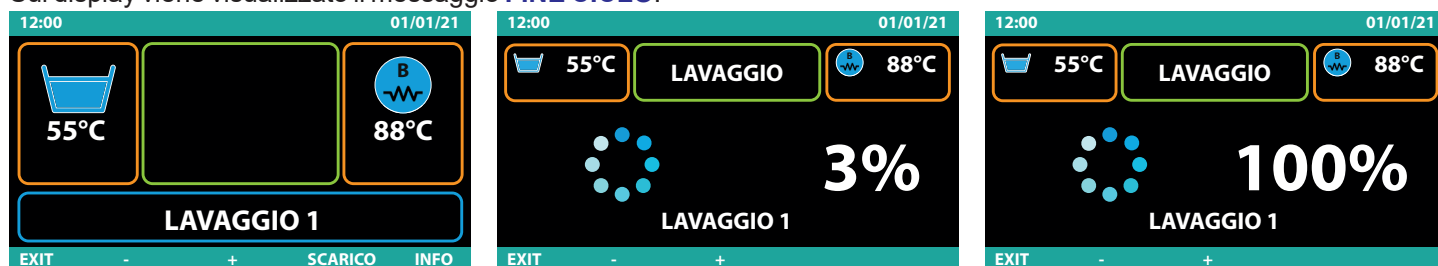 Sul display viene visualizzato il messaggio FINE CICLO.
12:00 01/01/21
55°C
B
88°C
LAVAGGIO 1
EXIT - + SCARICO INFO
12:00 01/01/21
55°C LAVAGGIO B 88°C
3%
LAVAGGIO 1
EXIT - +
12:00 01/01/21
55°C LAVAGGIO B 88°C
100%
LAVAGGIO 1
EXIT - +